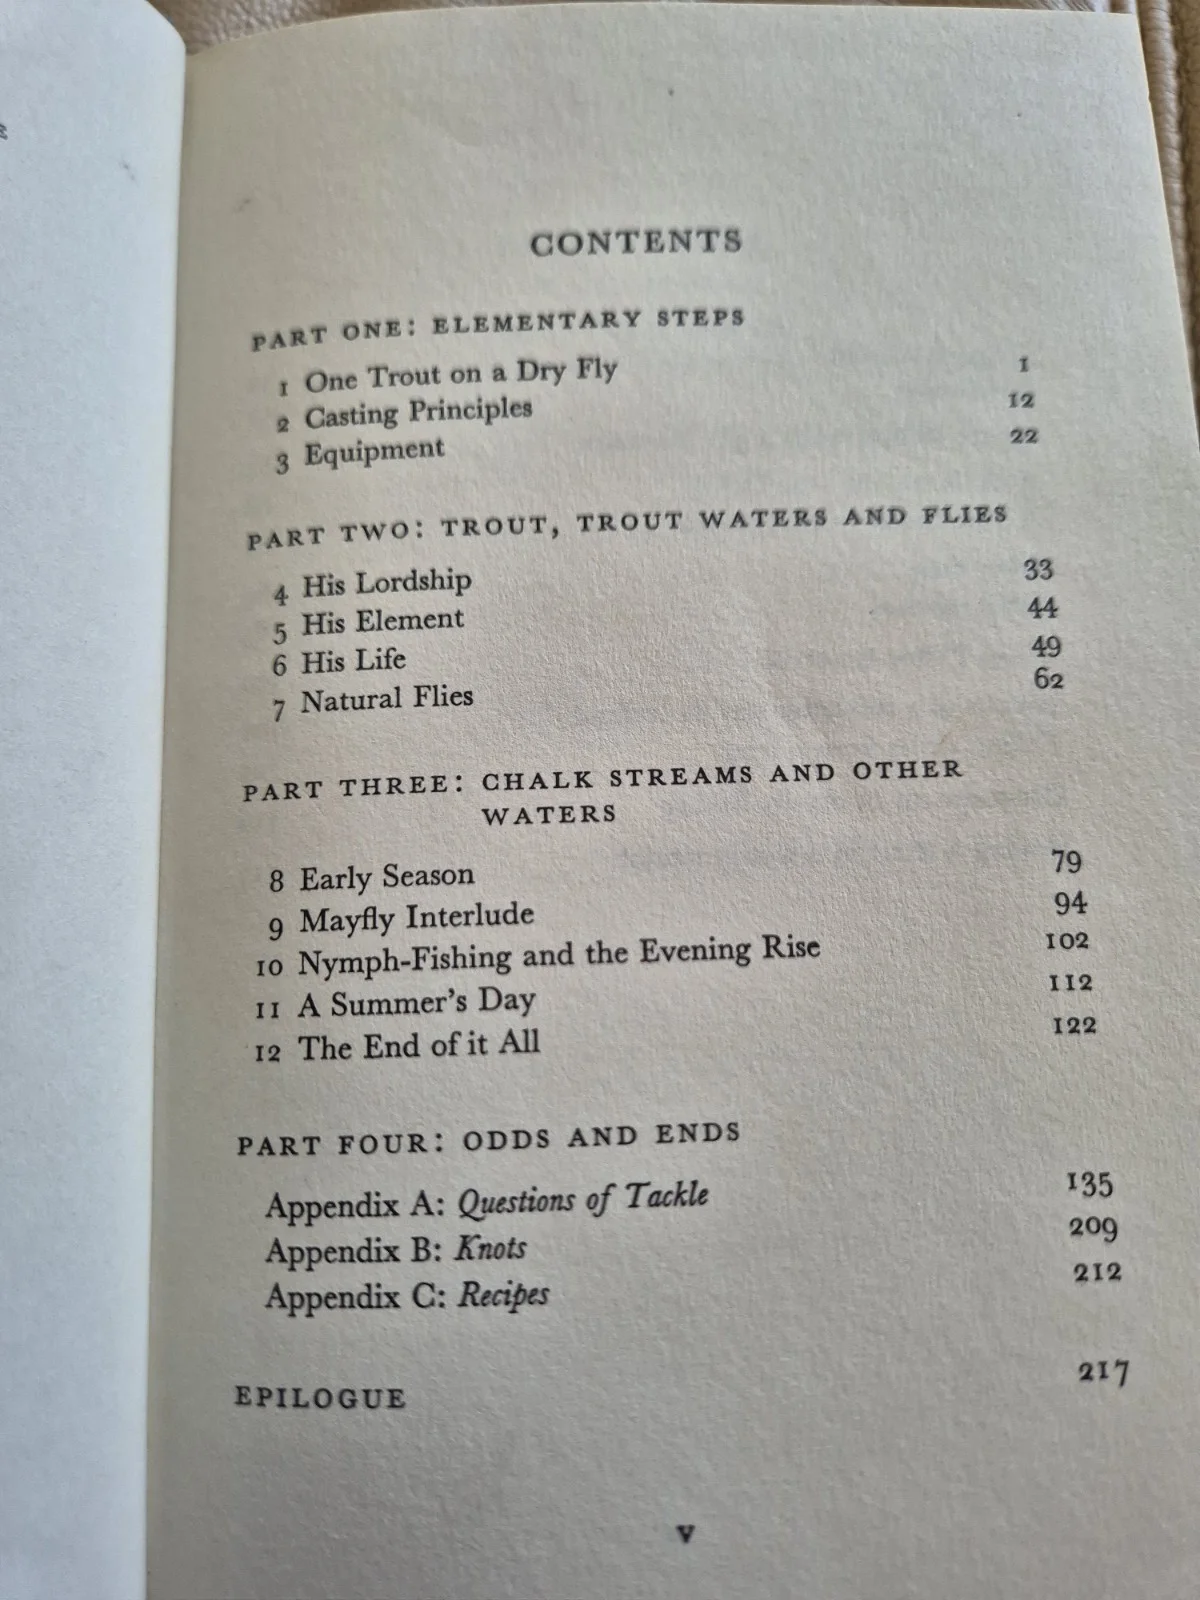 CONTENTS
PART ONE: ELEMENTARY STEPS
1 One Trout on a Dry Fly 1
2 Casting Principles 12
3 Equipment 22
PART TWO: TROUT, TROUT WATERS AND FLIES
4 His Lordship 33
5 His Element 44
6 His Life 49
7 Natural Flies 62
PART THREE: CHALK STREAMS AND OTHER
WATERS
8 Early Season 79
9 Mayfly Interlude 94
10 Nymph-Fishing and the Evening Rise 102
11 A Summer's Day 112
12 The End of it All 122
PART FOUR: ODDS AND ENDS
Appendix A: Questions of Tackle 135
Appendix B: Knots 209
Appendix C: Recipes 212
EPILOGUE 217
v